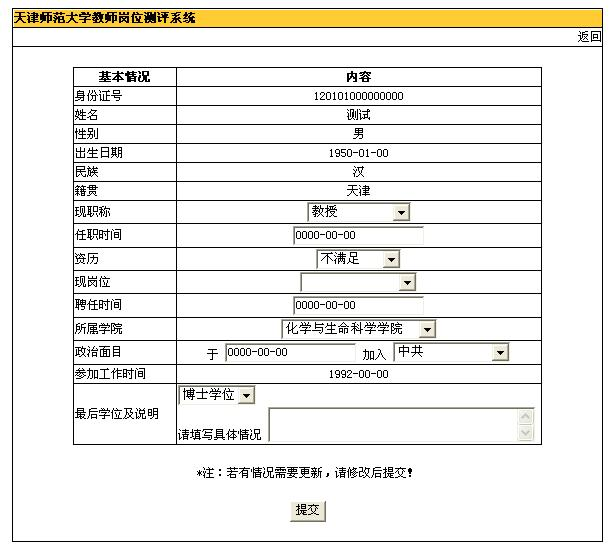 天津师范大学教师岗位测评系统
返回
基本情况 内容
身份证号 120101000000000
姓名 测试
性别 男
出生日期 1950-01-00
民族 汉
籍贯 天津
现职称 教授
任职时间 0000-00-00
资历 不满足
现岗位
聘任时间 0000-00-00
所属学院 化学与生命科学学院
政治面目 于 0000-00-00 加入 中共
参加工作时间 1992-00-00
最后学位及说明 博士学位
请填写具体情况
*注：若有情况需要更新，请修改后提交！
提交